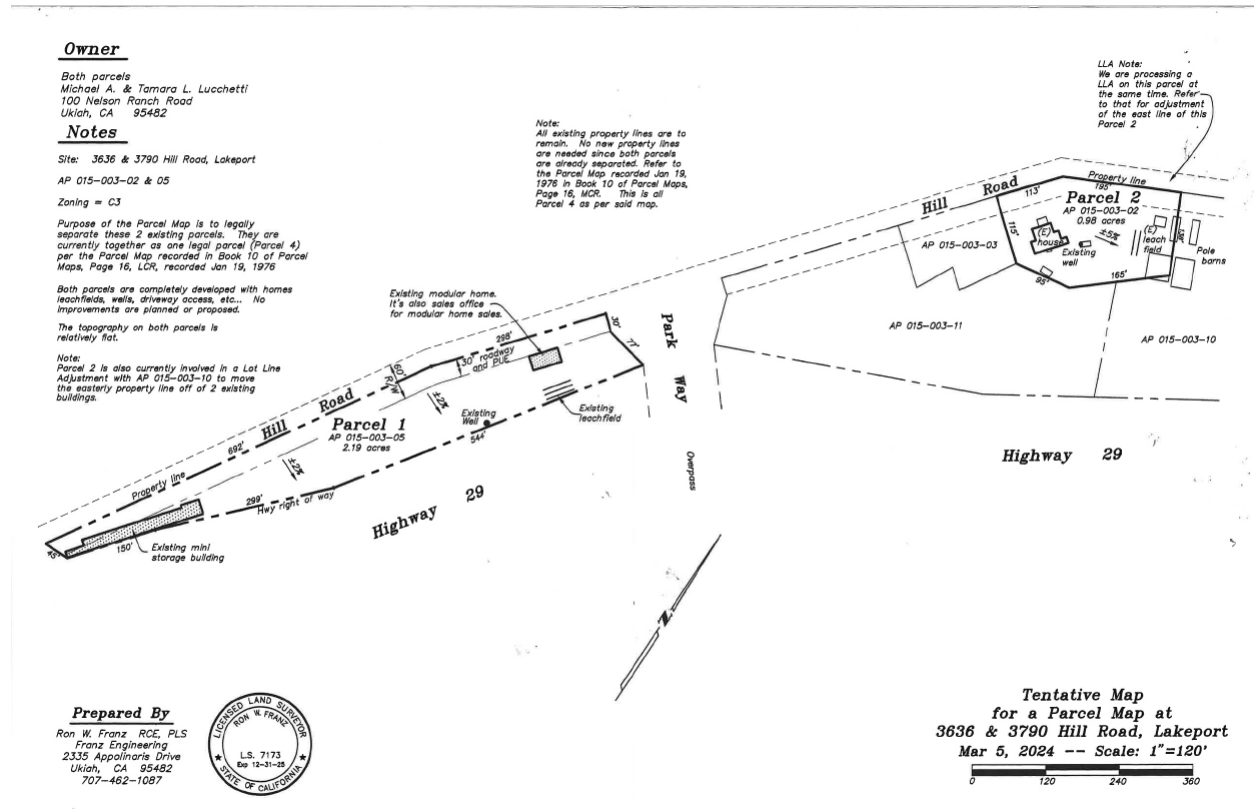 Owner
Both parcels
Michael A. & Tamara L. Lucchetti
100 Nelson Ranch Road
Ukiah, CA 95482
Notes
Site: 3636 & 3790 Hill Road, Lakeport
AP 015-003-02 & 05
Zoning = C3
Purpose of the Parcel Map is to legally
separate these 2 existing parcels. They are
currently together as one legal parcel (Parcel 4)
per the Parcel Map recorded in Book 10 of Parcel
Maps, Page 16, LCR, recorded Jan 19, 1976
Both parcels are completely developed with homes
leachfields, wells, driveway access, etc... No
improvements are planned or proposed.
The topography on both parcels is
relatively flat.
Note:
Parcel 2 is also currently involved in a Lot Line
Adjustment with AP 015-003-10 to move
the easterly property line off of 2 existing
buildings.
Note:
All existing property lines are to
remain. No new property lines
are needed since both parcels
are already separated. Refer to
the Parcel Map recorded Jan 19,
1976 in Book 10 of Parcel Maps,
Page 16, MCR. This is all
Parcel 4 as per said map.
LLA Note:
We are processing a
LLA on this parcel at
the same time. Refer
to that for adjustment
of the east line of this
Parcel 2
Hill Road
113'
Property line
195'
Parcel 2
AP 015-003-02
0.98 acres
115'
(E)
house
±5%
Existing
well
(E)
leach
field
Pole
barns
95'
165'
AP 015-003-03
AP 015-003-11
AP 015-003-10
Existing modular home.
It's also sales office
for modular home sales.
298'
30'
77'
30' roadway
and PUE
60'
R/W
±2%
Hill Road
692'
Property line
Parcel 1
AP 015-003-05
2.19 acres
Existing
Well
544'
Existing
leachfield
±2%
299'
Hwy right of way
150'
Existing mini
storage building
Highway 29
Park Way
Overpass
Highway 29
N
Prepared By
Ron W. Franz RCE, PLS
Franz Engineering
2335 Appolinaris Drive
Ukiah, CA 95482
707-462-1087
LICENSED LAND SURVEYOR
RON W. FRANZ
L.S. 7173
Exp 12-31-25
STATE OF CALIFORNIA
Tentative Map
for a Parcel Map at
3636 & 3790 Hill Road, Lakeport
Mar 5, 2024 -- Scale: 1"=120'
0 120 240 360